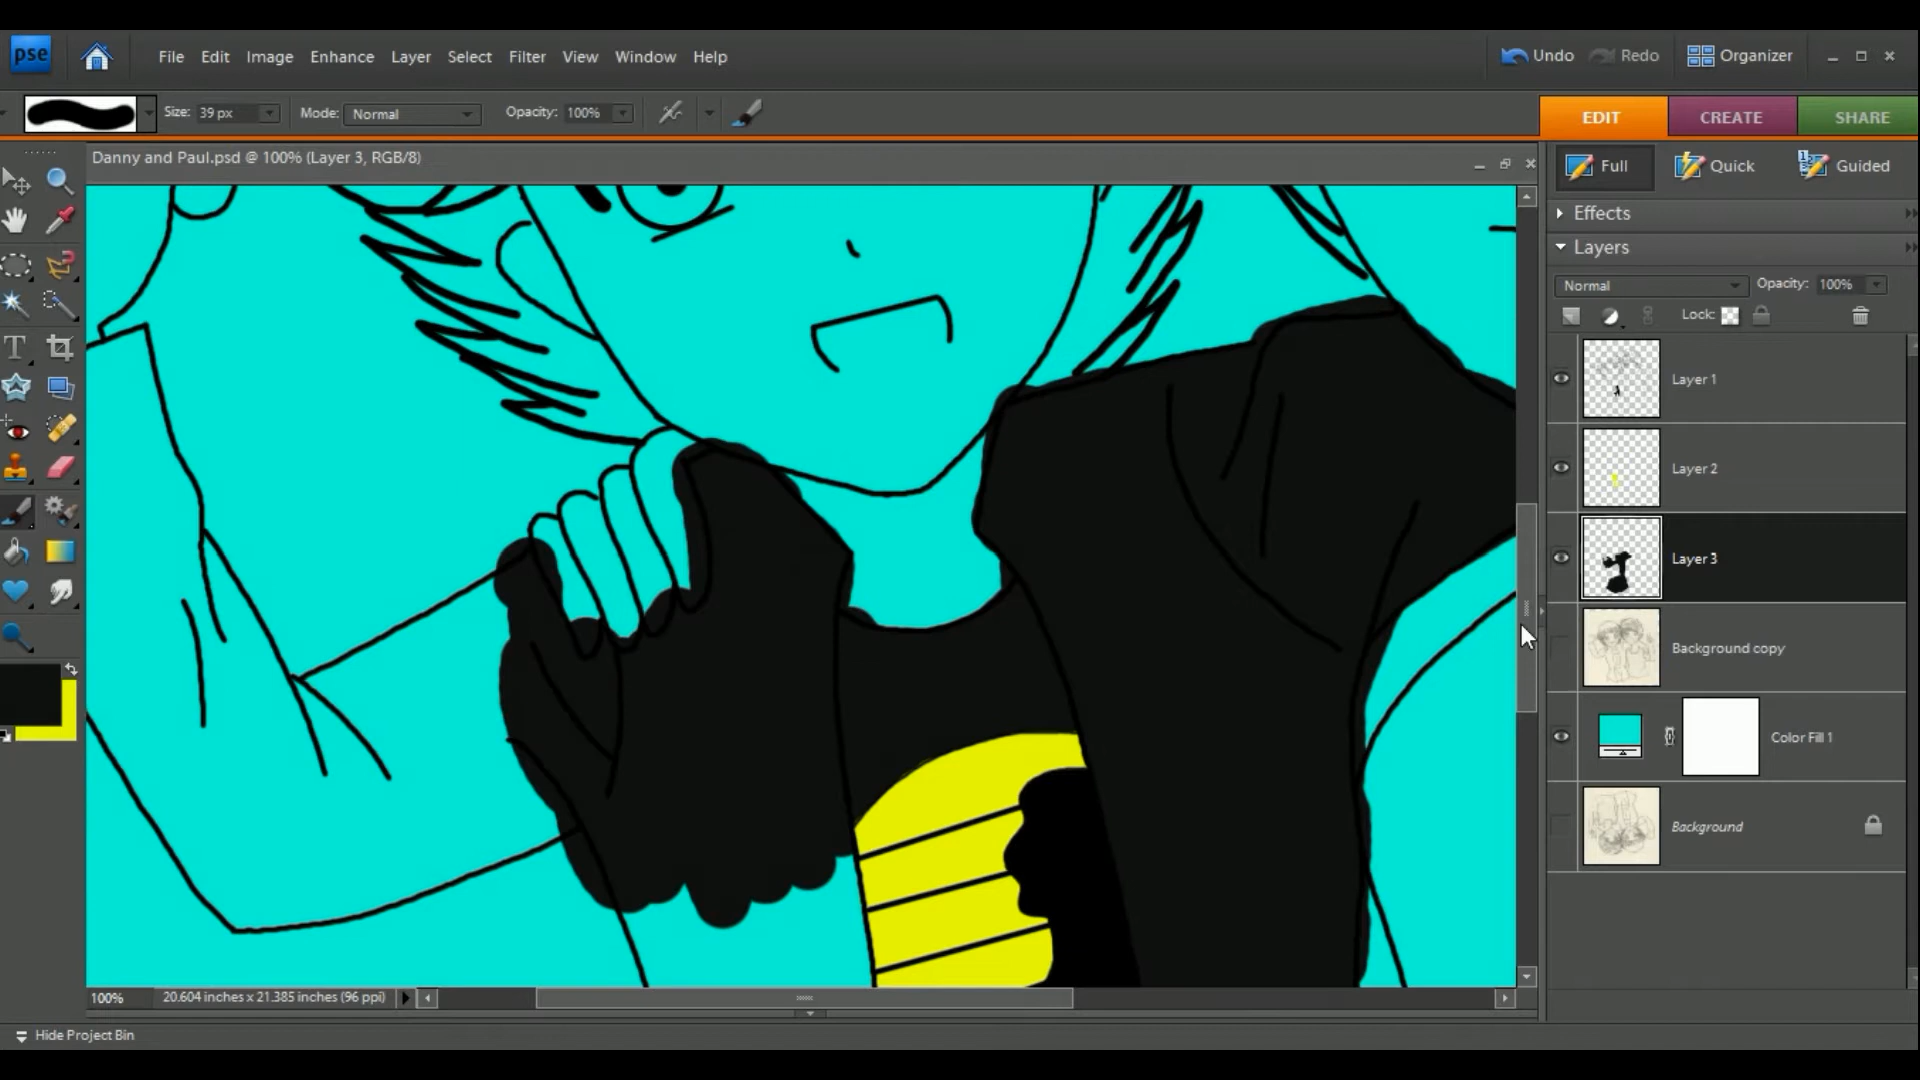 pse File Edit Image Enhance Layer Select Filter View Window Help Undo Redo Organizer
Size: 39 px Mode: Normal Opacity: 100% EDIT CREATE SHARE
Danny and Paul.psd @ 100% (Layer 3, RGB/8)
Full Quick Guided
Effects
Layers
Normal Opacity: 100%
Lock:
Layer 1
Layer 2
Layer 3
Background copy
Color Fill 1
Background
100% 20.604 inches x 21.385 inches (96 ppi)
Hide Project Bin